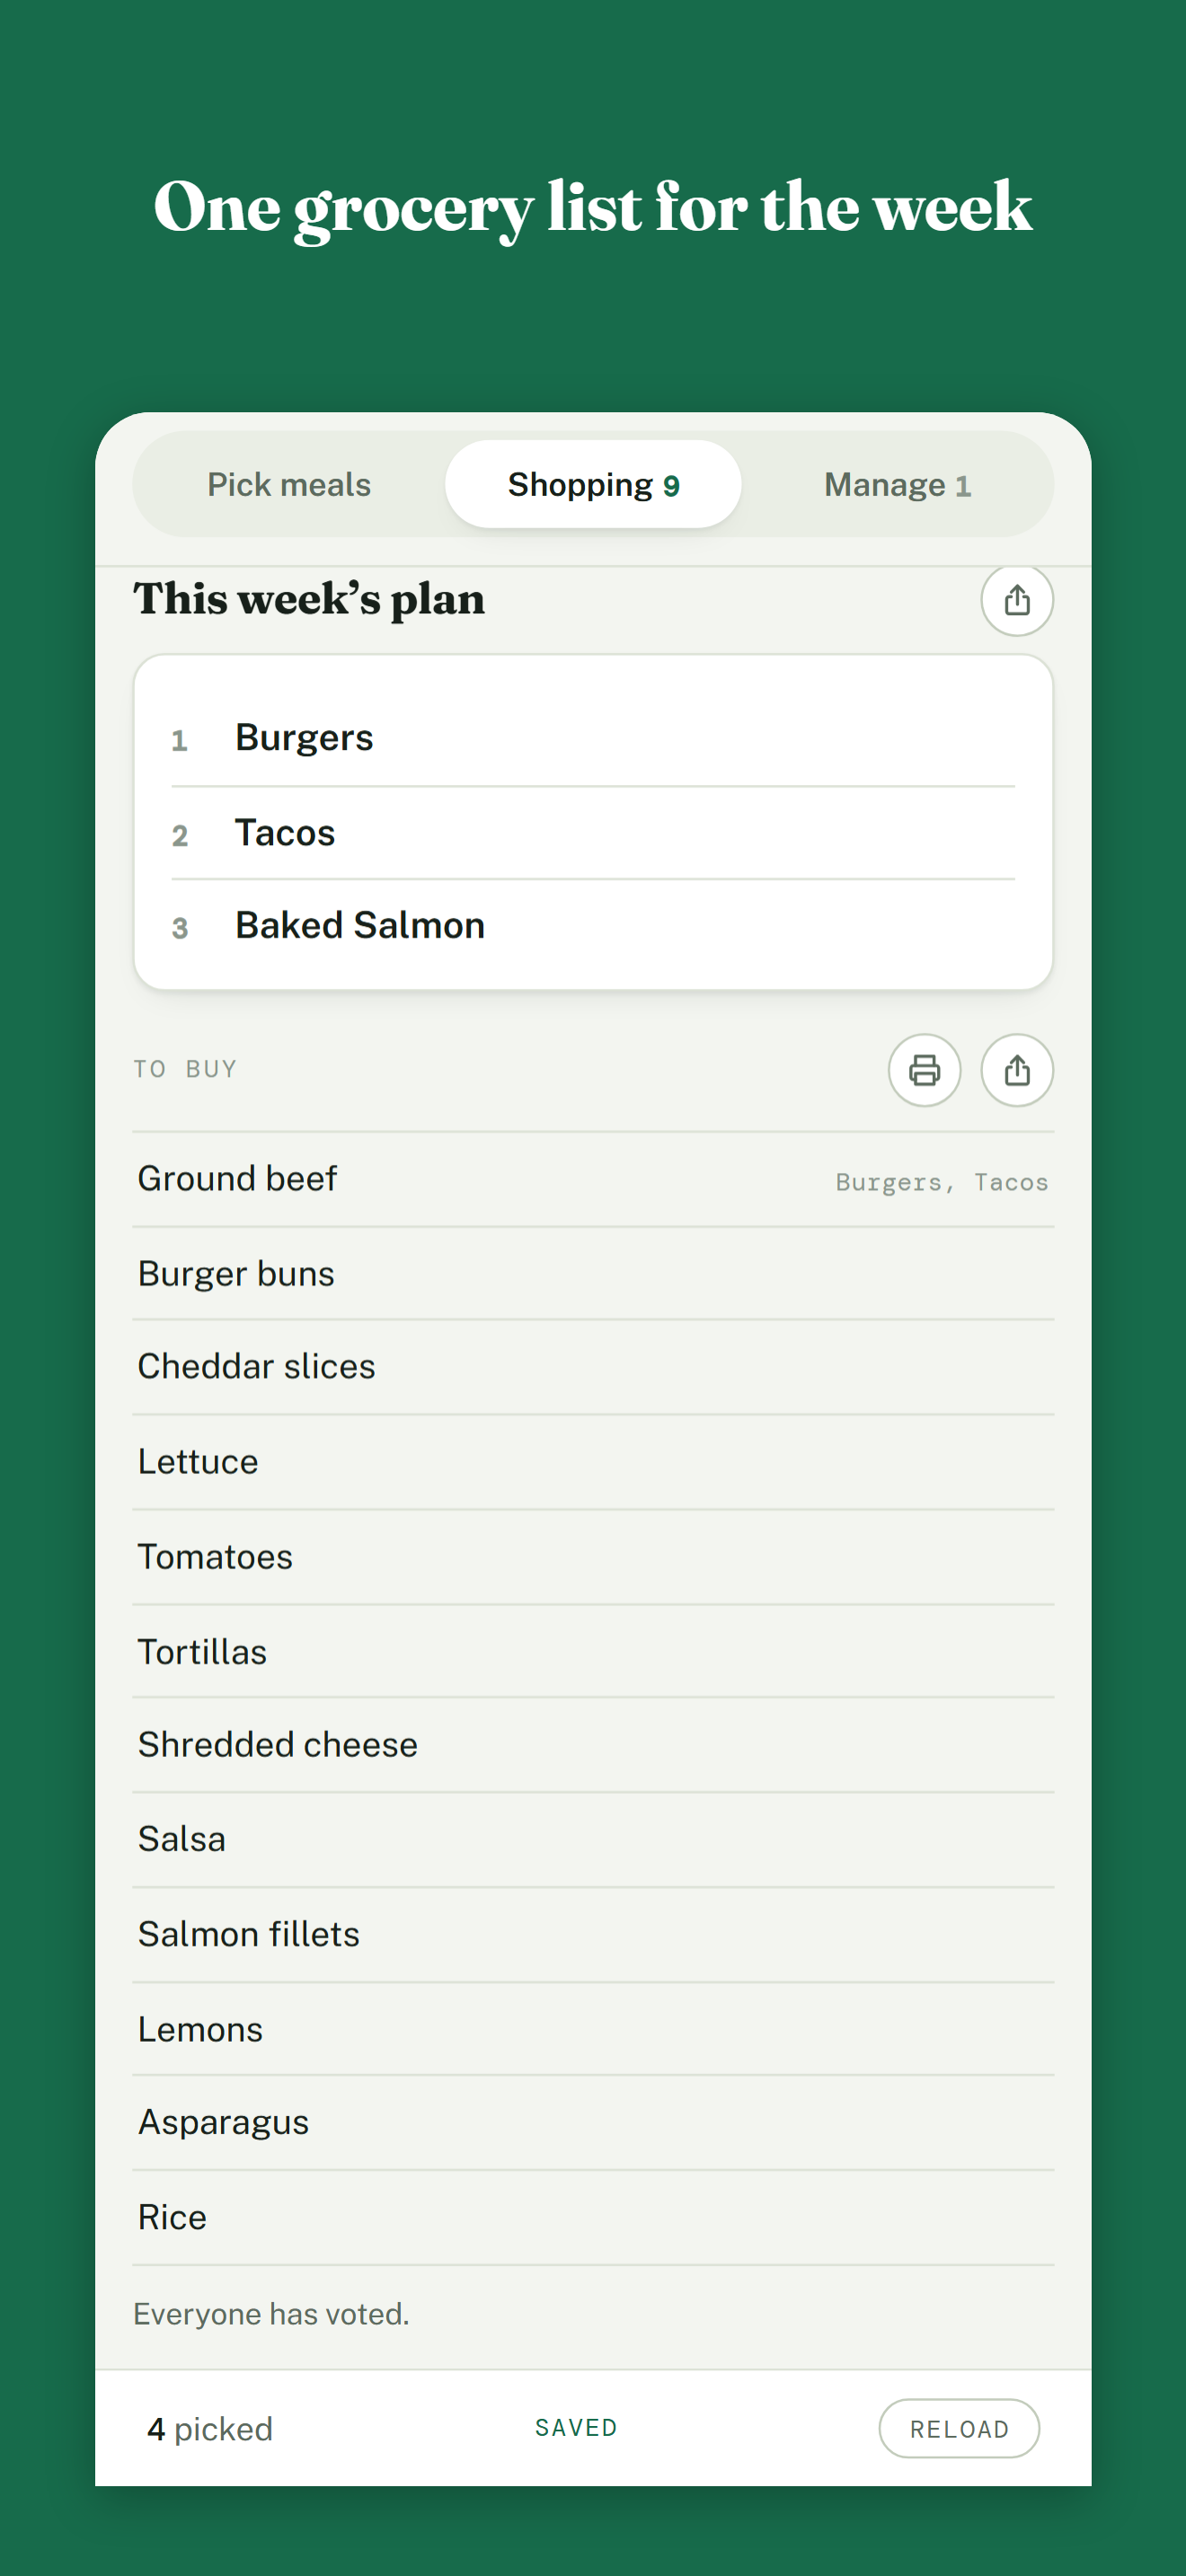 One grocery list for the week
Pick meals Shopping 9 Manage 1
This week’s plan
1 Burgers
2 Tacos
3 Baked Salmon
TO BUY
Ground beef Burgers, Tacos
Burger buns
Cheddar slices
Lettuce
Tomatoes
Tortillas
Shredded cheese
Salsa
Salmon fillets
Lemons
Asparagus
Rice
Everyone has voted.
4 picked SAVED RELOAD